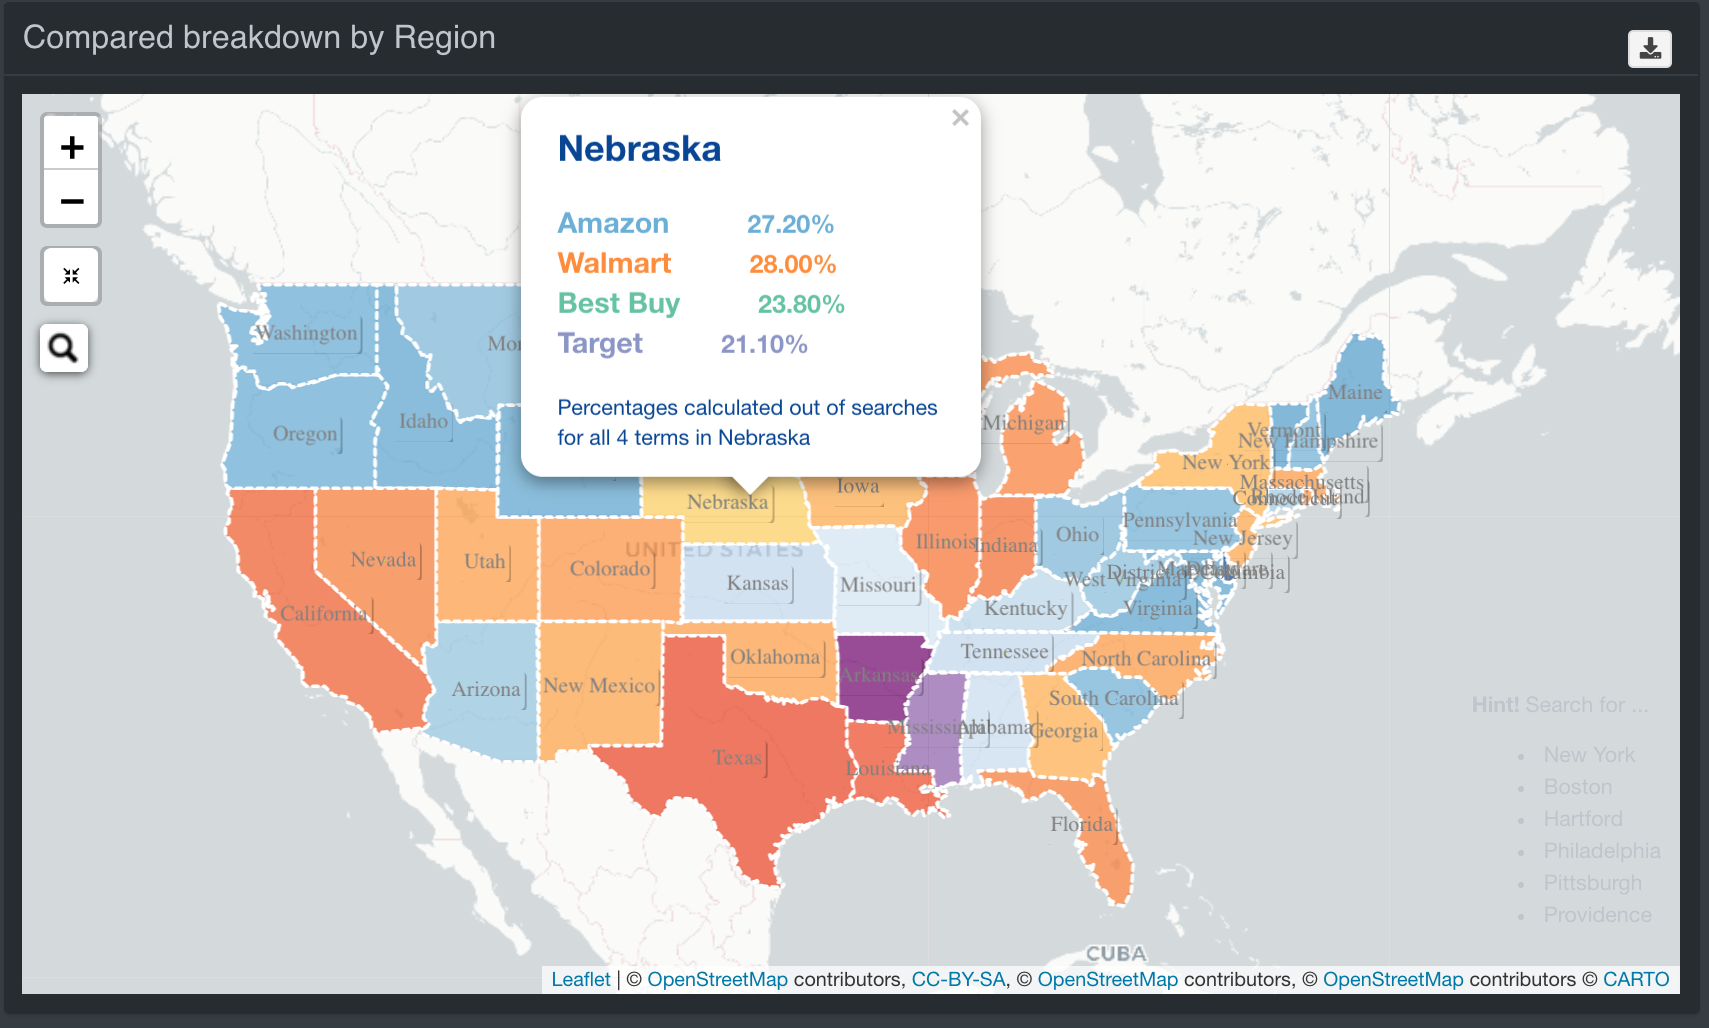 Compared breakdown by Region
+
−
Nebraska
×
Amazon 27.20%
Walmart 28.00%
Best Buy 23.80%
Target 21.10%
Percentages calculated out of searches
for all 4 terms in Nebraska
Washington
Oregon
Idaho
Michigan
Maine
Vermont
New Hampshire
New York
Massachusetts
Connecticut
Rhode Island
Nebraska
Iowa
UNITED STATES
Nevada
Utah
Colorado
Kansas
Missouri
Illinois
Indiana
Ohio
Pennsylvania
New Jersey
West Virginia
District of Columbia
Virginia
Kentucky
California
Arizona
New Mexico
Oklahoma
Arkansas
Tennessee
North Carolina
South Carolina
Texas
Louisiana
Mississippi
Alabama
Georgia
Florida
CUBA
Hint! Search for ...
• New York
• Boston
• Hartford
• Philadelphia
• Pittsburgh
• Providence
Leaflet | © OpenStreetMap contributors, CC-BY-SA, © OpenStreetMap contributors, © OpenStreetMap contributors © CARTO